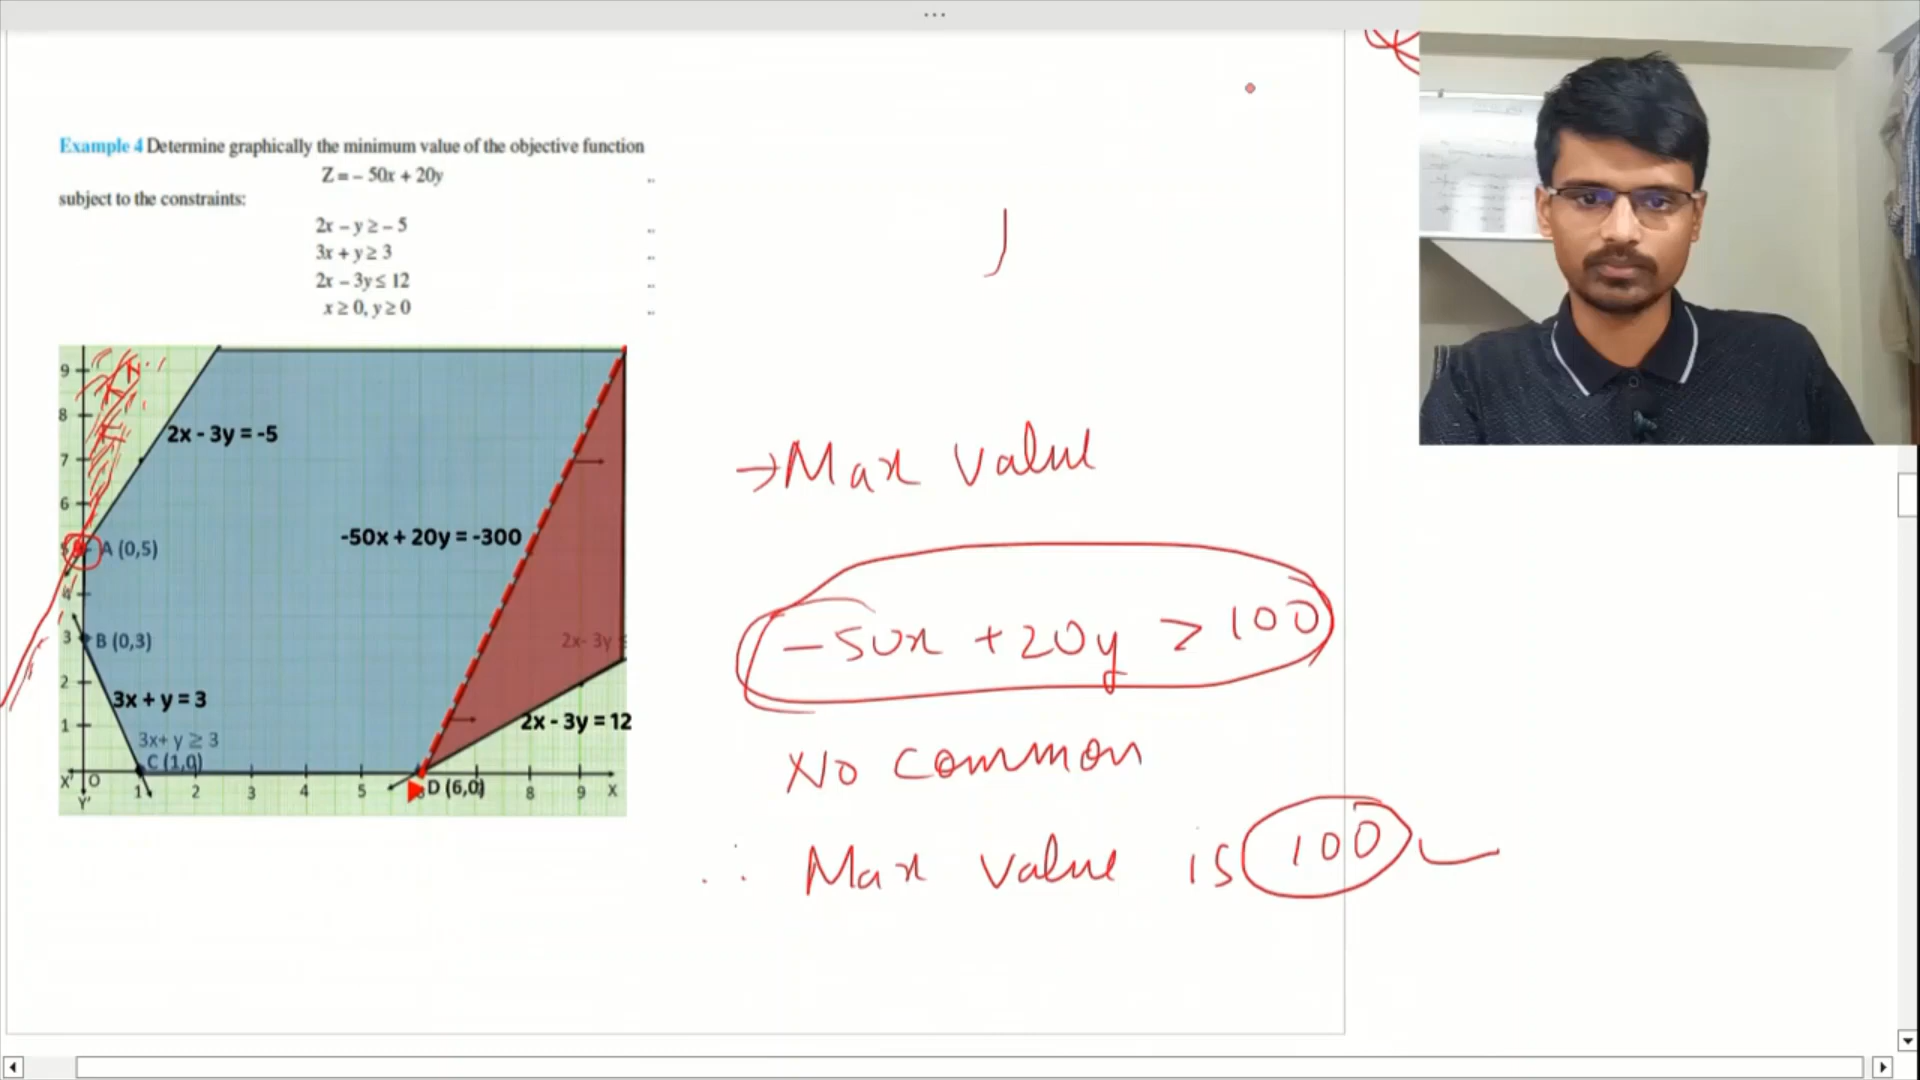 Example 4 Determine graphically the minimum value of the objective function
Z = – 50x + 20y
subject to the constraints:
2x – y ≥ – 5
3x + y ≥ 3
2x – 3y ≤ 12
x ≥ 0, y ≥ 0
9
8
2x - 3y = -5
7
6
-50x + 20y = -300
A (0,5)
4
3
B (0,3)
2x- 3y ≤
2
3x + y = 3
1
2x - 3y = 12
3x+ y ≥ 3
C (1,0)
X' O 1 2 3 4 5 D (6,0) 8 9 X
Y'
→ Max Value
-50x + 20y > 100
No common
∴ Max Value is 100